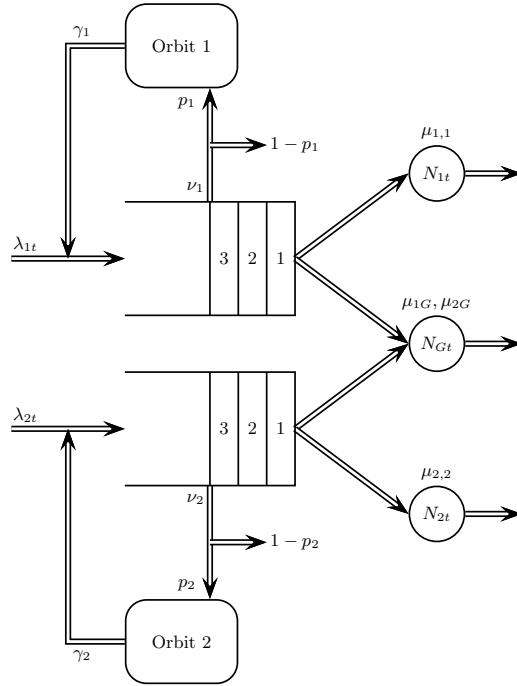 γ₁
Orbit 1
p₁
1 − p₁
μ₁,₁
N₁ₜ
ν₁
λ₁ₜ
3 2 1
μ₁G, μ₂G
N_Gt
λ₂ₜ
3 2 1
μ₂,₂
N₂ₜ
ν₂
1 − p₂
p₂
Orbit 2
γ₂